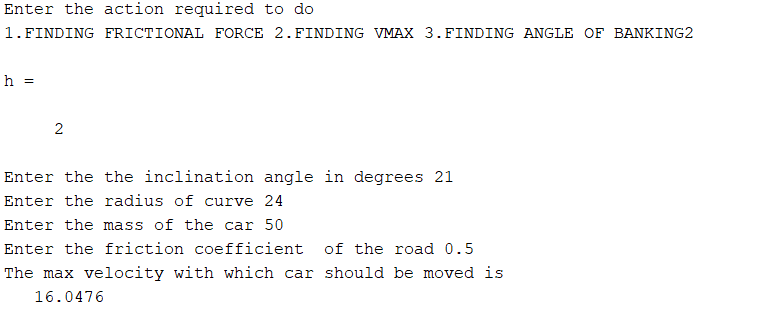 Enter the action required to do
1.FINDING FRICTIONAL FORCE 2.FINDING VMAX 3.FINDING ANGLE OF BANKING2
h =
2
Enter the the inclination angle in degrees 21
Enter the radius of curve 24
Enter the mass of the car 50
Enter the friction coefficient  of the road 0.5
The max velocity with which car should be moved is
16.0476